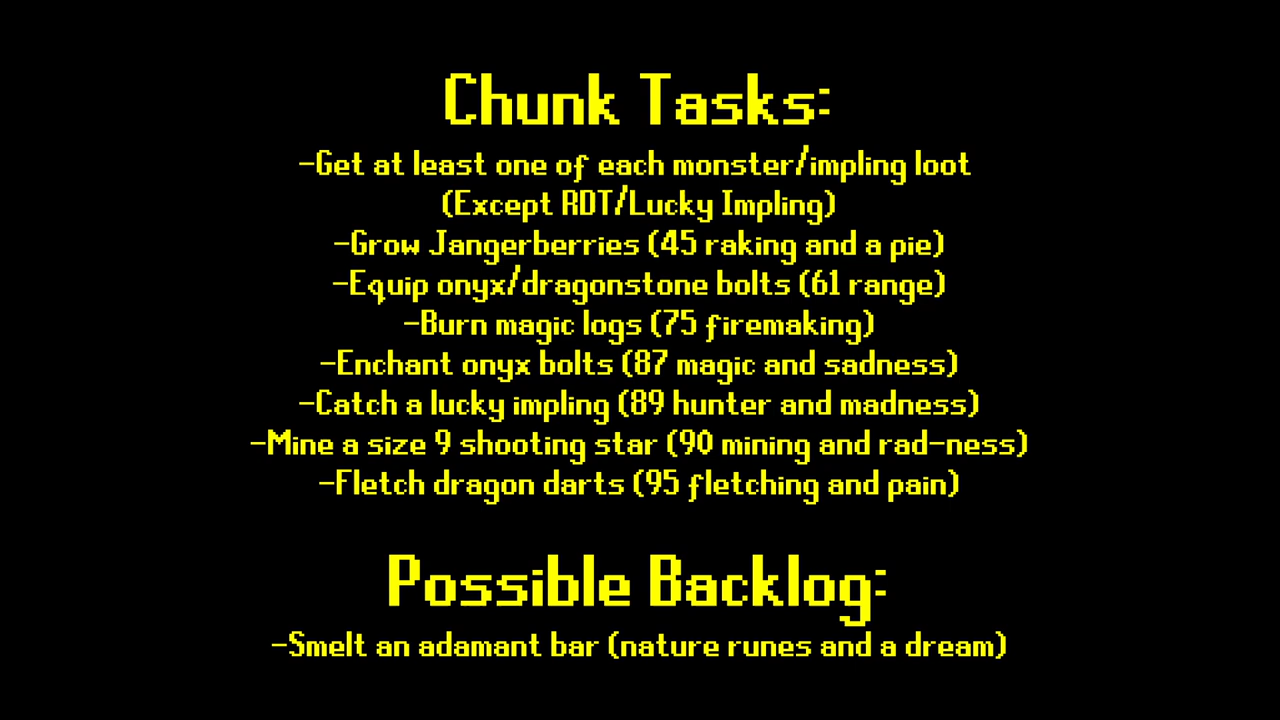 Chunk Tasks:
-Get at least one of each monster/impling loot
(Except RDT/Lucky Impling)
-Grow Jangerberries (45 raking and a pie)
-Equip onyx/dragonstone bolts (61 range)
-Burn magic logs (75 firemaking)
-Enchant onyx bolts (87 magic and sadness)
-Catch a lucky impling (89 hunter and madness)
-Mine a size 9 shooting star (90 mining and rad-ness)
-Fletch dragon darts (95 fletching and pain)
Possible Backlog:
-Smelt an adamant bar (nature runes and a dream)